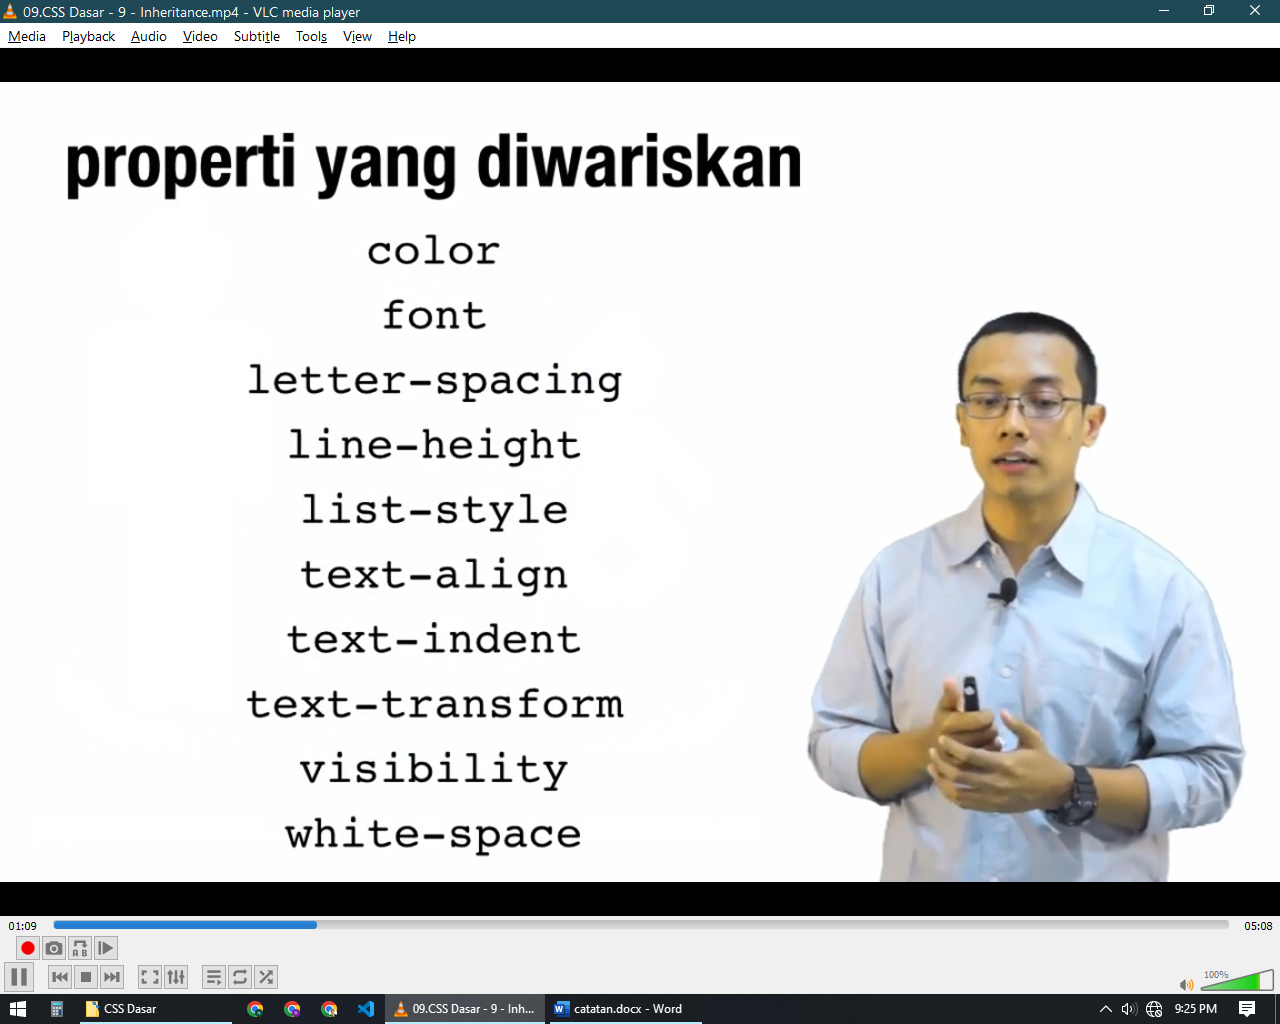 09.CSS Dasar - 9 - Inheritance.mp4 - VLC media player
Media Playback Audio Video Subtitle Tools View Help
properti yang diwariskan
color
font
letter-spacing
line-height
list-style
text-align
text-indent
text-transform
visibility
white-space
01:09 05:08
A B
100%
CSS Dasar 09.CSS Dasar - 9 - Inh... catatan.docx - Word 9:25 PM